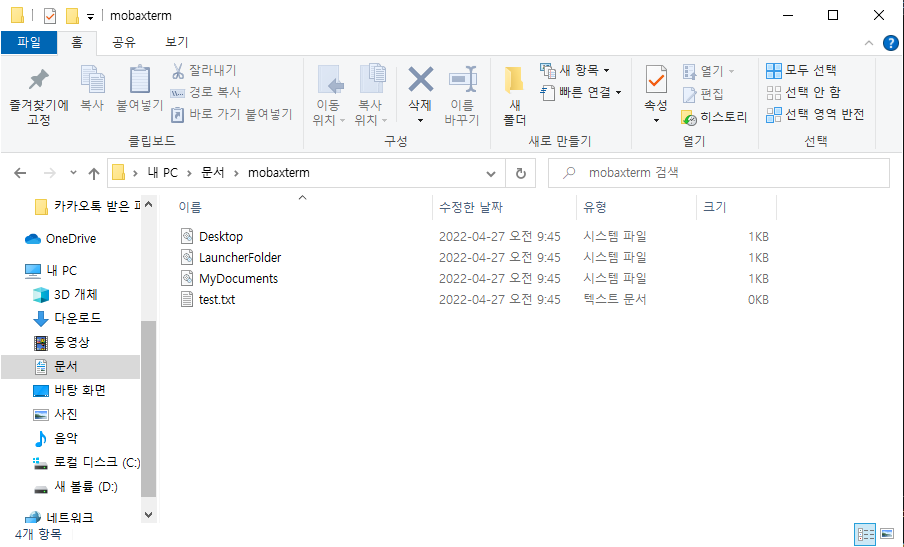 mobaxterm
파일 홈 공유 보기
즐겨찾기에 고정
복사
붙여넣기
잘라내기
경로 복사
바로 가기 붙여넣기
클립보드
이동 위치
복사 위치
삭제
이름 바꾸기
구성
새 폴더
새 항목
빠른 연결
새로 만들기
속성
열기
편집
히스토리
열기
모두 선택
선택 안 함
선택 영역 반전
선택
내 PC > 문서 > mobaxterm
mobaxterm 검색
카카오톡 받은 파
OneDrive
내 PC
3D 개체
다운로드
동영상
문서
바탕 화면
사진
음악
로컬 디스크 (C:)
새 볼륨 (D:)
네트워크
이름 수정한 날짜 유형 크기
Desktop 2022-04-27 오전 9:45 시스템 파일 1KB
LauncherFolder 2022-04-27 오전 9:45 시스템 파일 1KB
MyDocuments 2022-04-27 오전 9:45 시스템 파일 1KB
test.txt 2022-04-27 오전 9:45 텍스트 문서 0KB
4개 항목